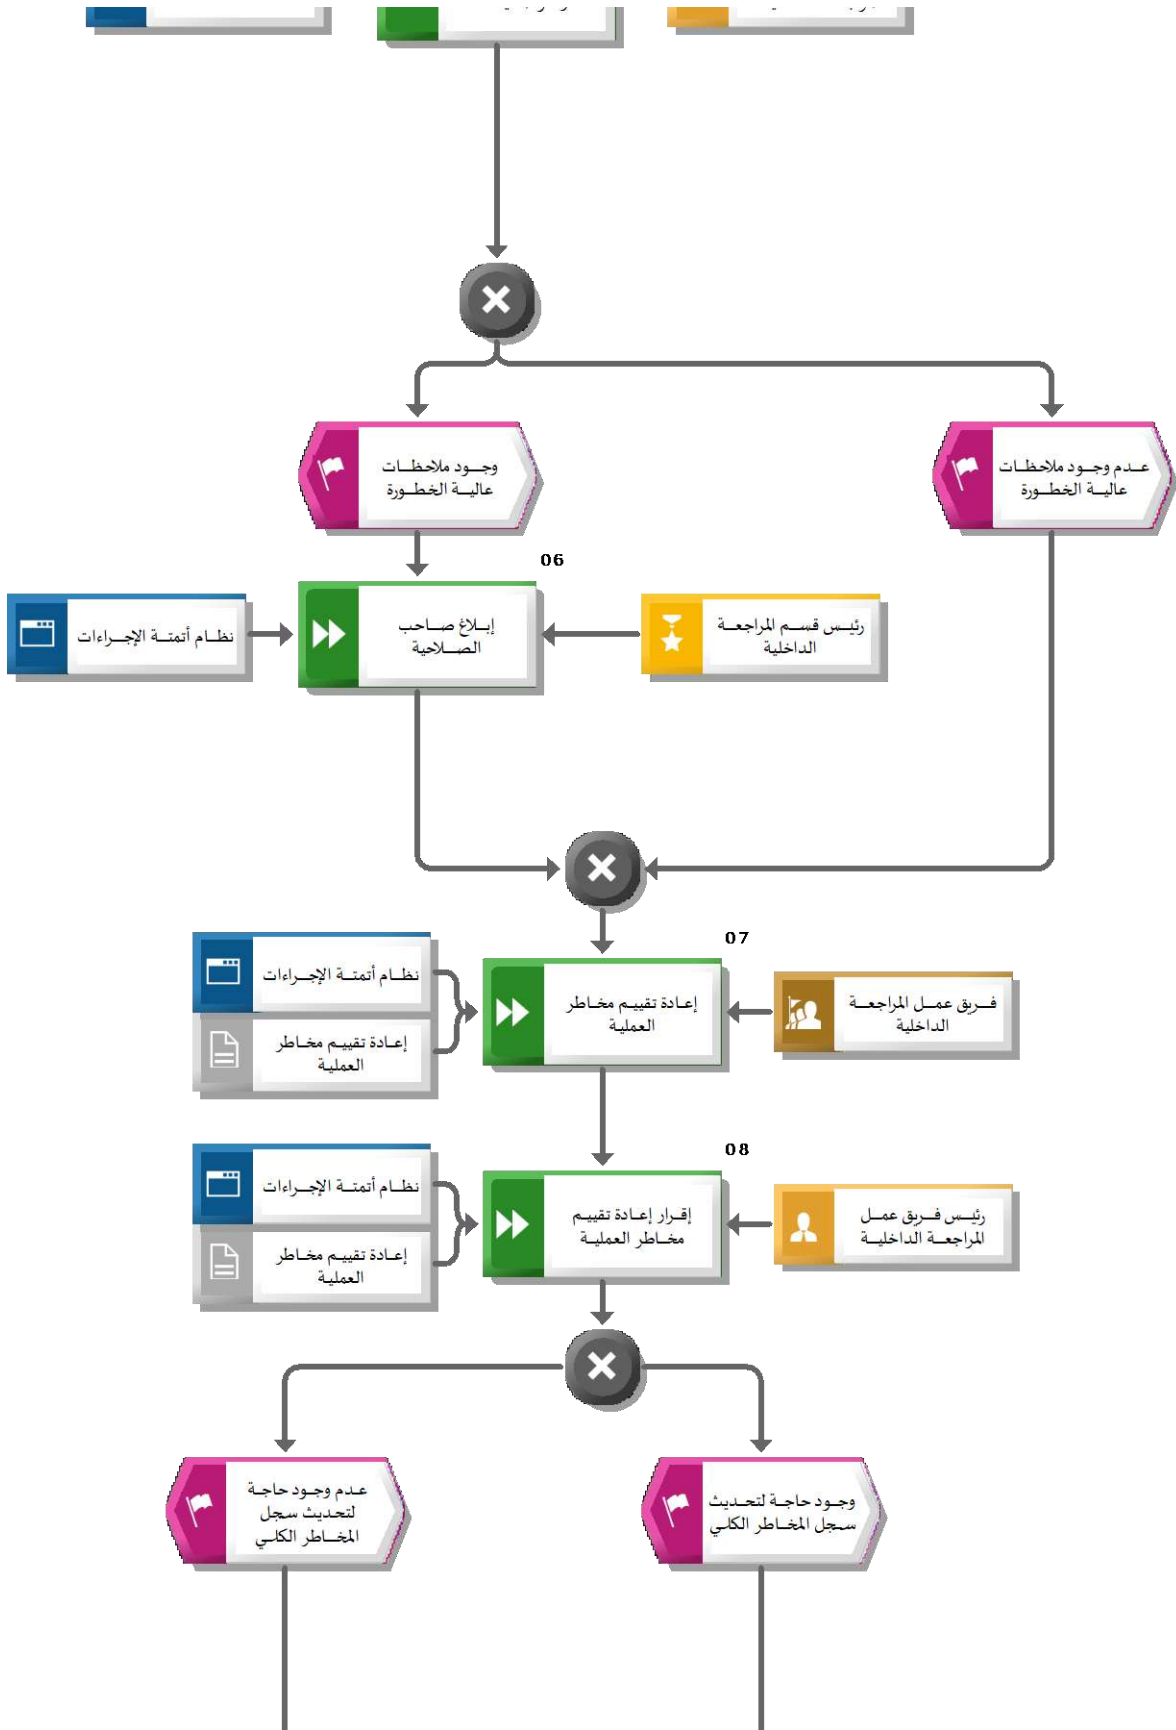 وجود ملاحظات
عالية الخطورة
عدم وجود ملاحظات
عالية الخطورة
06
رئيس قسم المراجعة
الداخلية
إبلاغ صاحب
الصلاحية
نظام أتمتة الإجراءات
07
فريق عمل المراجعة
الداخلية
إعادة تقييم مخاطر
العملية
نظام أتمتة الإجراءات
إعادة تقييم مخاطر
العملية
08
رئيس فريق عمل
المراجعة الداخلية
إقرار إعادة تقييم
مخاطر العملية
نظام أتمتة الإجراءات
إعادة تقييم مخاطر
العملية
وجود حاجة لتحديث
سجل المخاطر الكلي
عدم وجود حاجة
لتحديث سجل
المخاطر الكلي